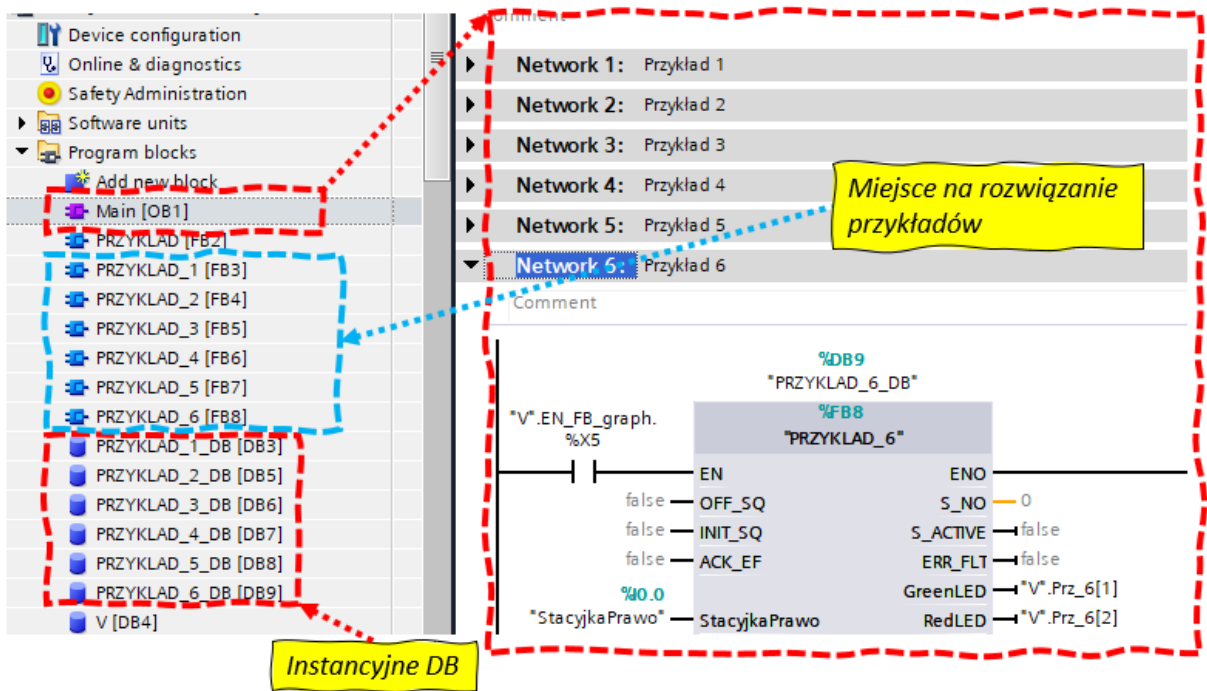 Device configuration
Online & diagnostics
Safety Administration
Software units
Program blocks
Add new block
Main [OB1]
PRZYKLAD [FB2]
PRZYKLAD_1 [FB3]
PRZYKLAD_2 [FB4]
PRZYKLAD_3 [FB5]
PRZYKLAD_4 [FB6]
PRZYKLAD_5 [FB7]
PRZYKLAD_6 [FB8]
PRZYKLAD_1_DB [DB3]
PRZYKLAD_2_DB [DB5]
PRZYKLAD_3_DB [DB6]
PRZYKLAD_4_DB [DB7]
PRZYKLAD_5_DB [DB8]
PRZYKLAD_6_DB [DB9]
V [DB4]
Instancyjne DB
Comment
Network 1: Przykład 1
Network 2: Przykład 2
Network 3: Przykład 3
Network 4: Przykład 4
Network 5: Przykład 5
Network 6: Przykład 6
Miejsce na rozwiązanie
przykładów
Comment
%DB9
"PRZYKLAD_6_DB"
%FB8
"PRZYKLAD_6"
"V".EN_FB_graph.
%X5
EN ENO
false OFF_SQ S_NO 0
false INIT_SQ S_ACTIVE false
false ACK_EF ERR_FLT false
%I0.0
"StacyjkaPrawo" StacyjkaPrawo
GreenLED "V".Prz_6[1]
RedLED "V".Prz_6[2]